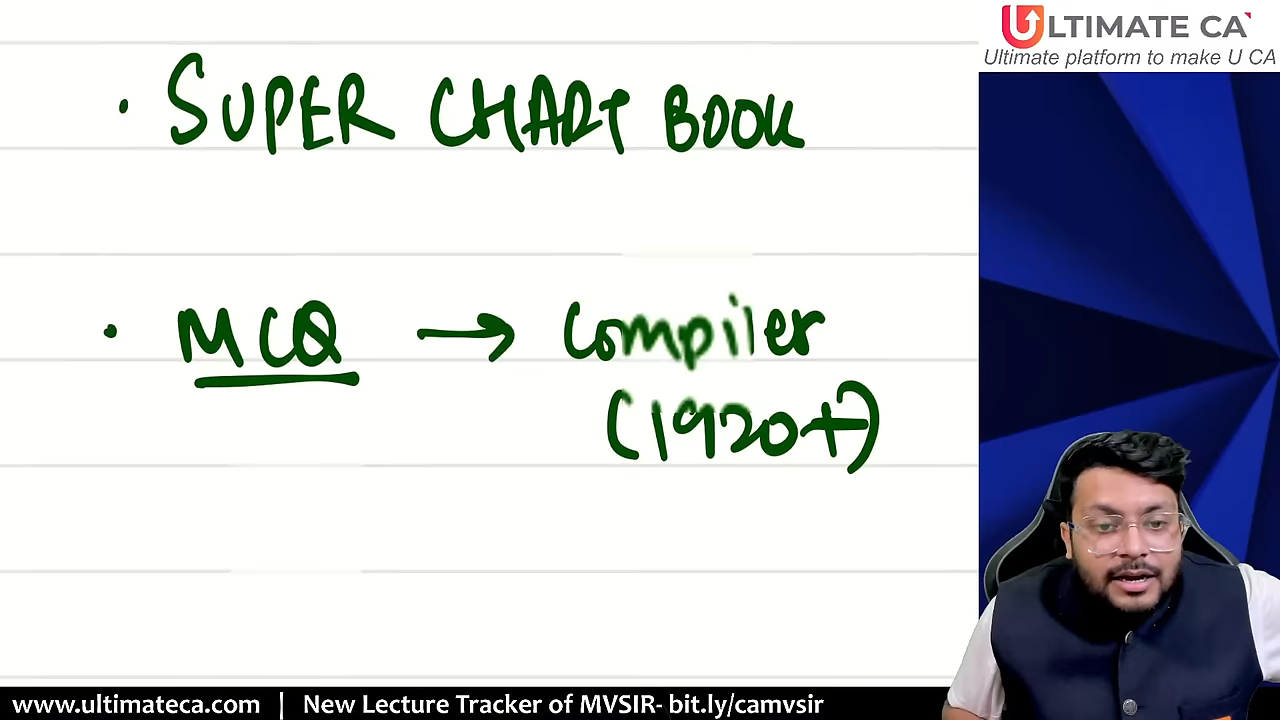 ULTIMATE CA
Ultimate platform to make U CA
• SUPER CHART BOOK
• MCQ → Compiler
(1920+)
www.ultimateca.com | New Lecture Tracker of MVSIR- bit.ly/camvsir